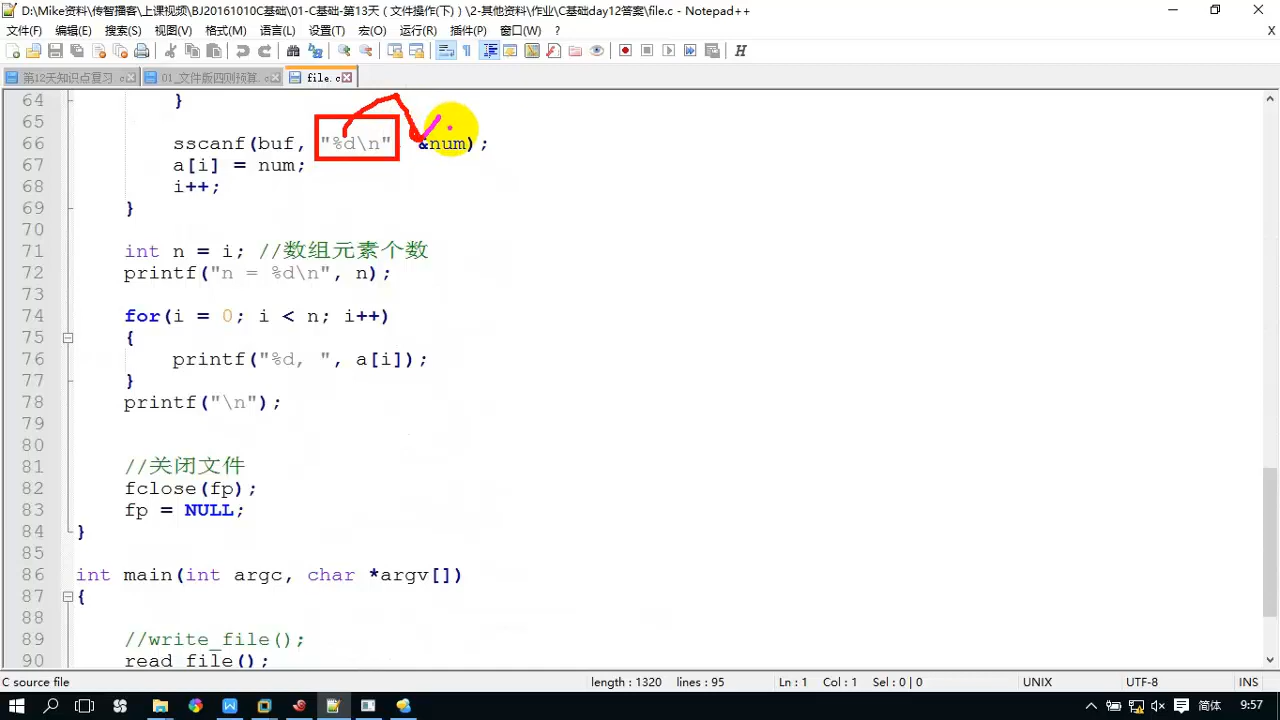 D:\Mike资料\传智播客\上课视频\BJ20161010C基础\01-C基础-第13天（文件操作(下)）\2-其他资料\作业\C基础day12答案\file.c - Notepad++
文件(F) 编辑(E) 搜索(S) 视图(V) 格式(M) 语言(L) 设置(T) 宏(O) 运行(R) 插件(P) 窗口(W) ? X
第12天知识点复习.c 01_文件版四则预算.c file.c
64 }
65
66 sscanf(buf, "%d\n" &num);
67 a[i] = num;
68 i++;
69 }
70
71 int n = i; //数组元素个数
72 printf("n = %d\n", n);
73
74 for(i = 0; i < n; i++)
75 {
76 printf("%d, ", a[i]);
77 }
78 printf("\n");
79
80
81 //关闭文件
82 fclose(fp);
83 fp = NULL;
84 }
85
86 int main(int argc, char *argv[])
87 {
88
89 //write_file();
90 read_file();
C source file length : 1320 lines : 95 Ln : 1 Col : 1 Sel : 0 | 0 UNIX UTF-8 INS
简体 9:57